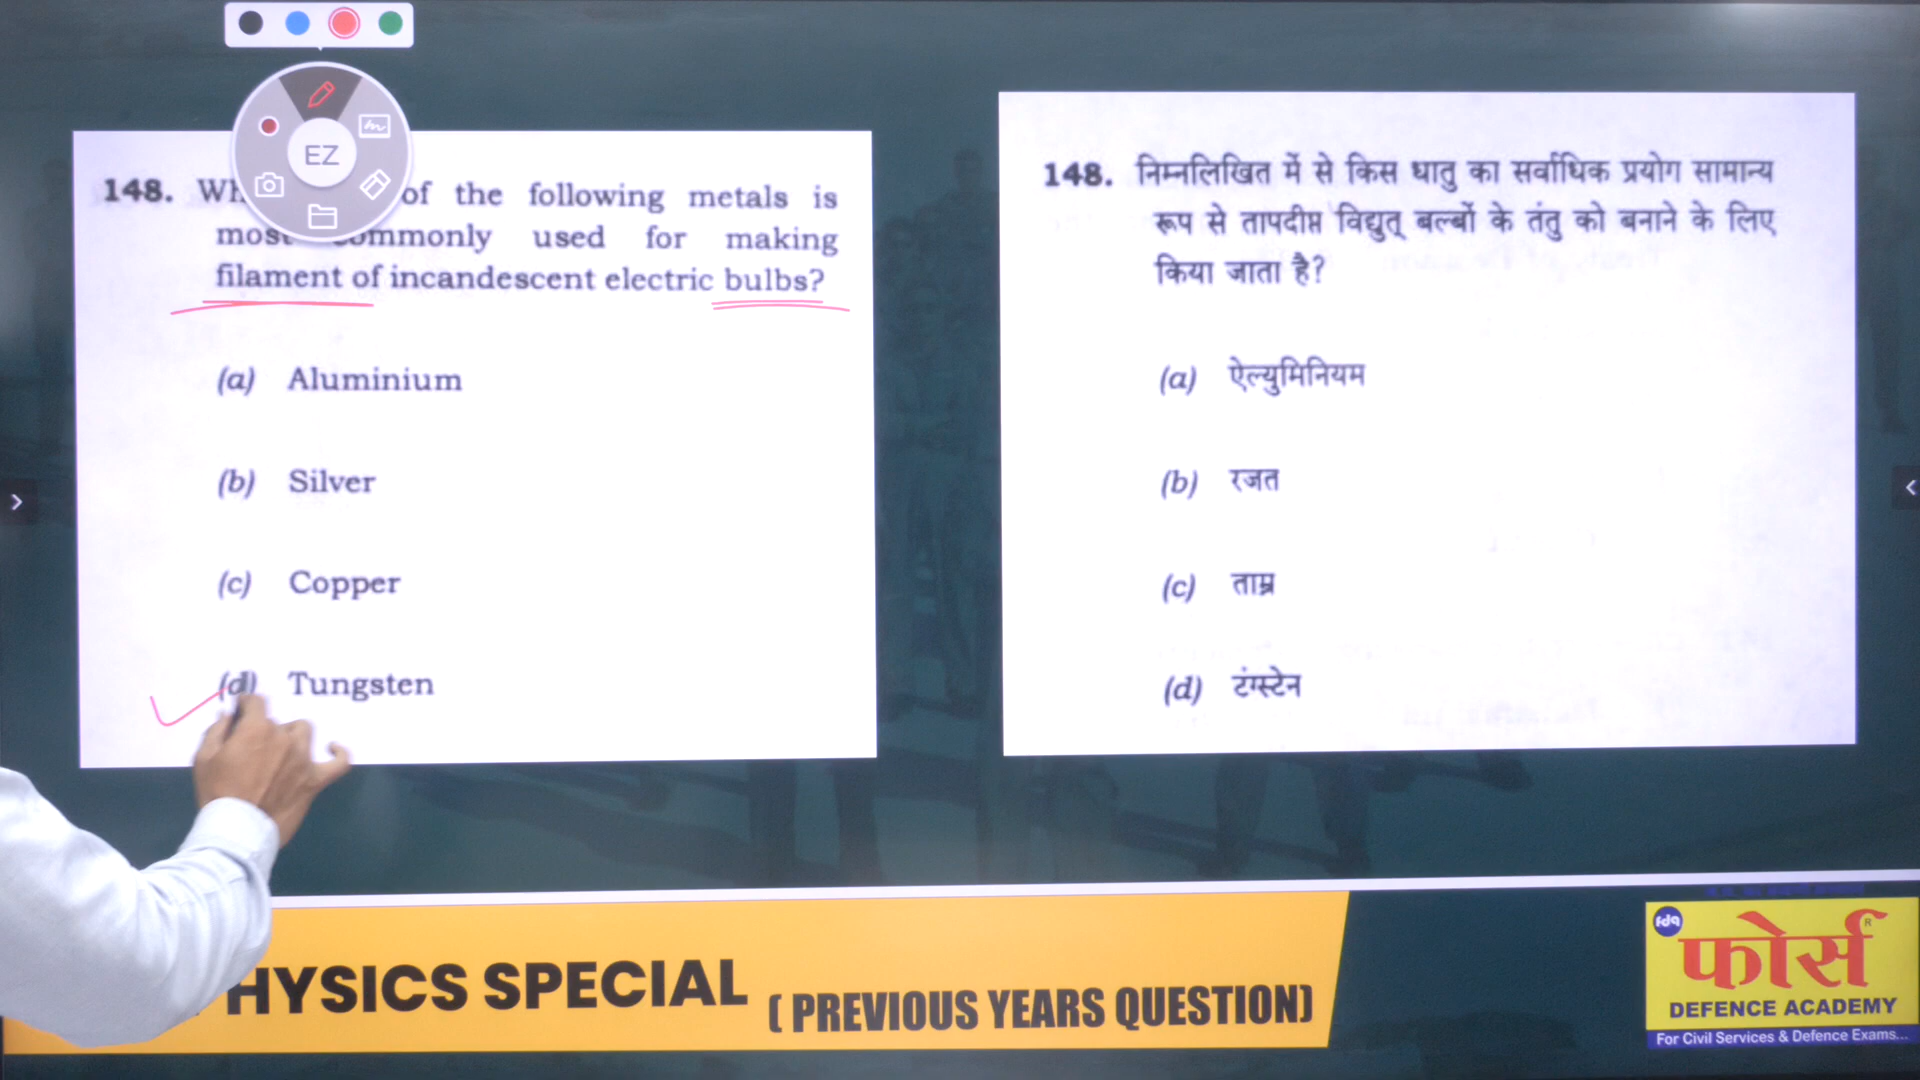 EZ
148. of the following metals is
most commonly used for making
filament of incandescent electric bulbs?
(a) Aluminium
(b) Silver
(c) Copper
(d) Tungsten
148. निम्नलिखित में से किस धातु का सर्वाधिक प्रयोग सामान्य
रूप से तापदीप्त विद्युत् बल्बों के तंतु को बनाने के लिए
किया जाता है?
(a) ऐल्युमिनियम
(b) रजत
(c) ताम्र
(d) टंग्स्टेन
HYSICS SPECIAL ( PREVIOUS YEARS QUESTION)
fda
फोर्स R
DEFENCE ACADEMY
For Civil Services & Defence Exams...